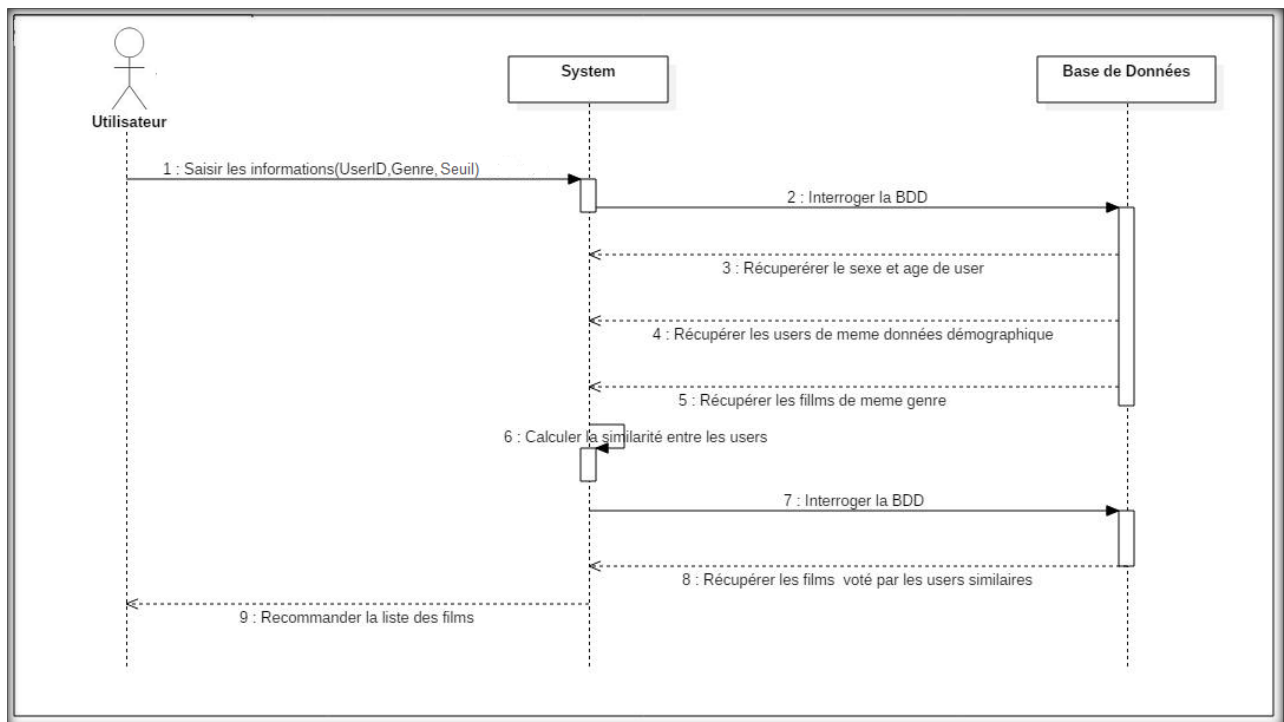 System
Base de Données
Utilisateur
1 : Saisir les informations(UserID,Genre, Seuil)
2 : Interroger la BDD
3 : Récuperérer le sexe et age de user
4 : Récupérer les users de meme données démographique
5 : Récupérer les fillms de meme genre
6 : Calculer la similarité entre les users
7 : Interroger la BDD
8 : Récupérer les films voté par les users similaires
9 : Recommander la liste des films